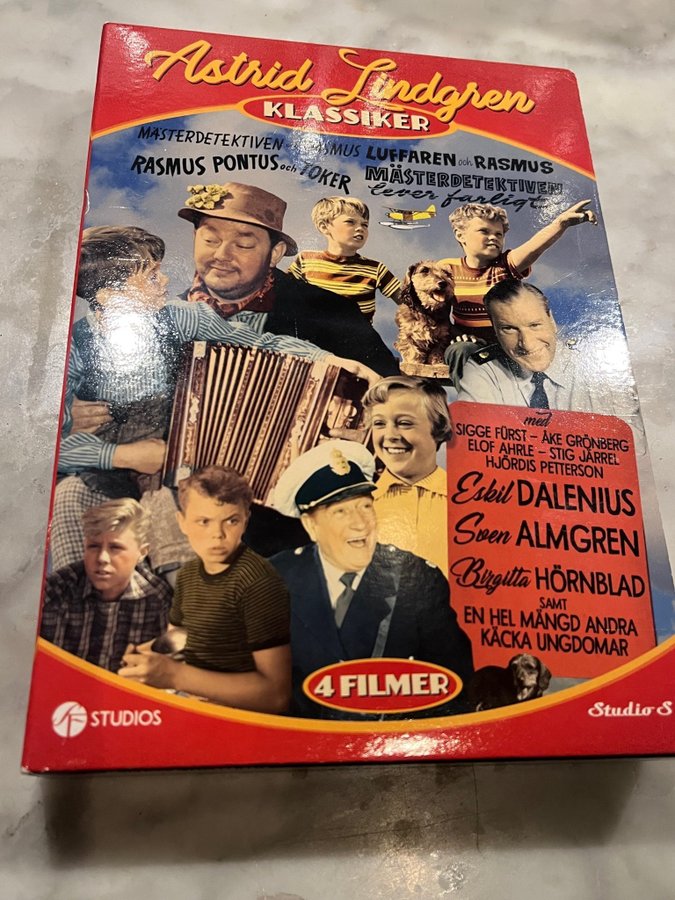 Astrid Lindgren
KLASSIKER
MÄSTERDETEKTIVEN och RASMUS LUFFAREN och RASMUS
RASMUS PONTUS och TOKER MÄSTERDETEKTIVEN
lever farligt
med
SIGGE FÜRST - ÅKE GRÖNBERG
ELOF AHRLE - STIG JÄRREL
HJÖRDIS PETTERSON
Eskil DALENIUS
Sven ALMGREN
Birgitta HÖRNBLAD
SAMT
EN HEL MÄNGD ANDRA
KÄCKA UNGDOMAR
4 FILMER
SF STUDIOS
Studio S